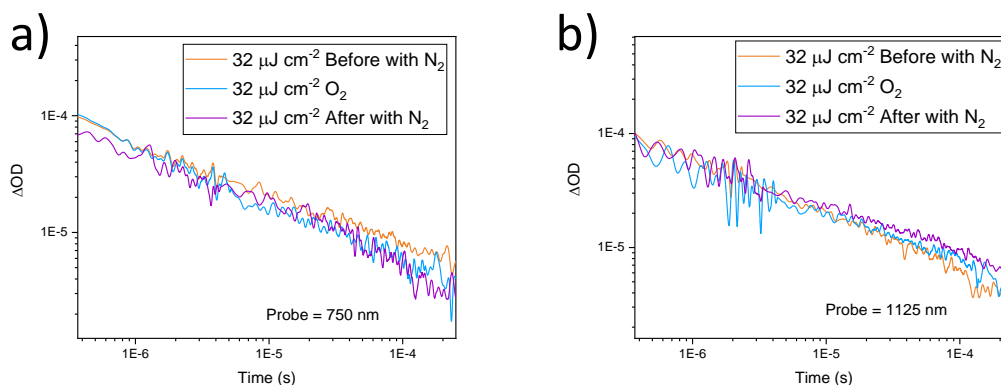 a)
32 μJ cm-2 Before with N2
32 μJ cm-2 O2
32 μJ cm-2 After with N2
1E-4
1E-5
ΔOD
Probe = 750 nm
1E-6
1E-5
1E-4
Time (s)
b)
32 μJ cm-2 Before with N2
32 μJ cm-2 O2
32 μJ cm-2 After with N2
1E-4
1E-5
ΔOD
Probe = 1125 nm
1E-6
1E-5
1E-4
Time (s)